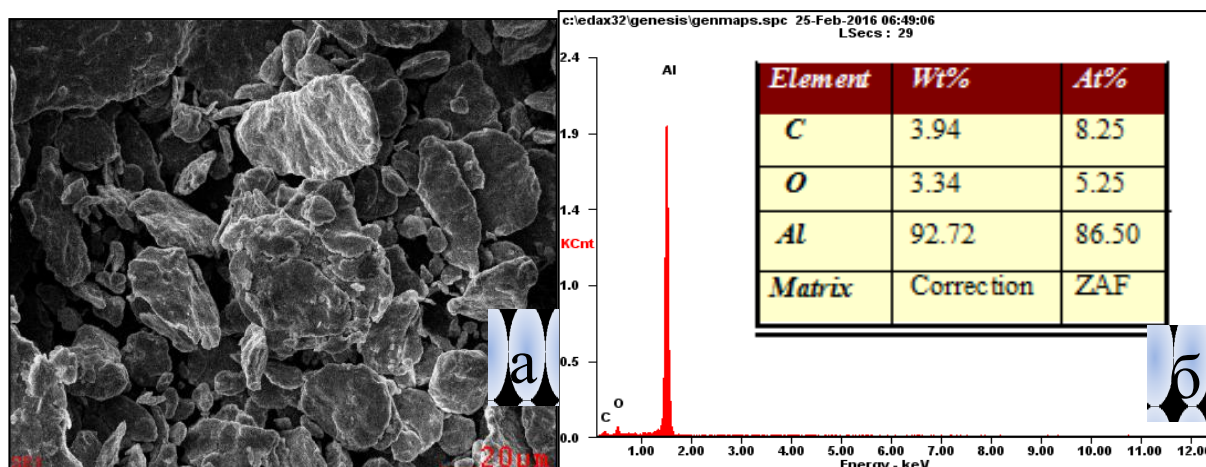 c:\edax32\genesis\genmaps.spc 25-Feb-2016 06:49:06
LSecs : 29
2.4
1.9
1.4
KCnt
1.0
0.5
0.0
Al
O
C
Element Wt% At%
C 3.94 8.25
O 3.34 5.25
Al 92.72 86.50
Matrix Correction ZAF
1.00 2.00 3.00 4.00 5.00 6.00 7.00 8.00 9.00 10.00 11.00 12.00
Energy - keV
20μm
а
б